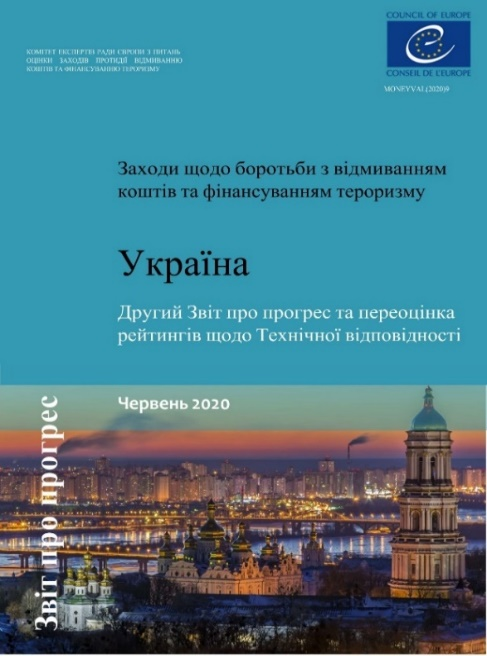 КОМІТЕТ ЕКСПЕРТІВ РАДИ ЄВРОПИ З ПИТАНЬ
ОЦІНКИ ЗАХОДІВ ПРОТИДІЇ ВІДМИВАННЮ
КОШТІВ ТА ФІНАНСУВАННЮ ТЕРОРИЗМУ
COUNCIL OF EUROPE
CONSEIL DE L'EUROPE
MONEYVAL(2020)9
Заходи щодо боротьби з відмиванням
коштів та фінансуванням тероризму
Україна
Другий Звіт про прогрес та переоцінка
рейтингів щодо Технічної відповідності
Червень 2020
Звіт про прогрес